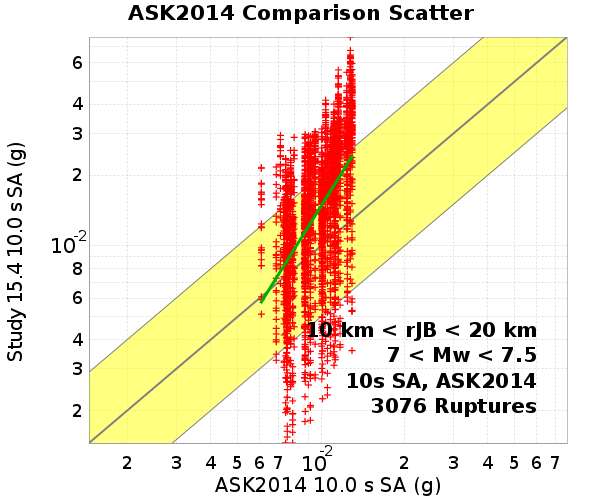 ASK2014 Comparison Scatter
Study 15.4 10.0 s SA (g)
6
4
3
2
10-2
8
6
4
3
2
10 km < rJB < 20 km
7 < Mw < 7.5
10s SA, ASK2014
3076 Ruptures
2 3 4 5 6 7 10-2 2 3 4 5 6 7
ASK2014 10.0 s SA (g)